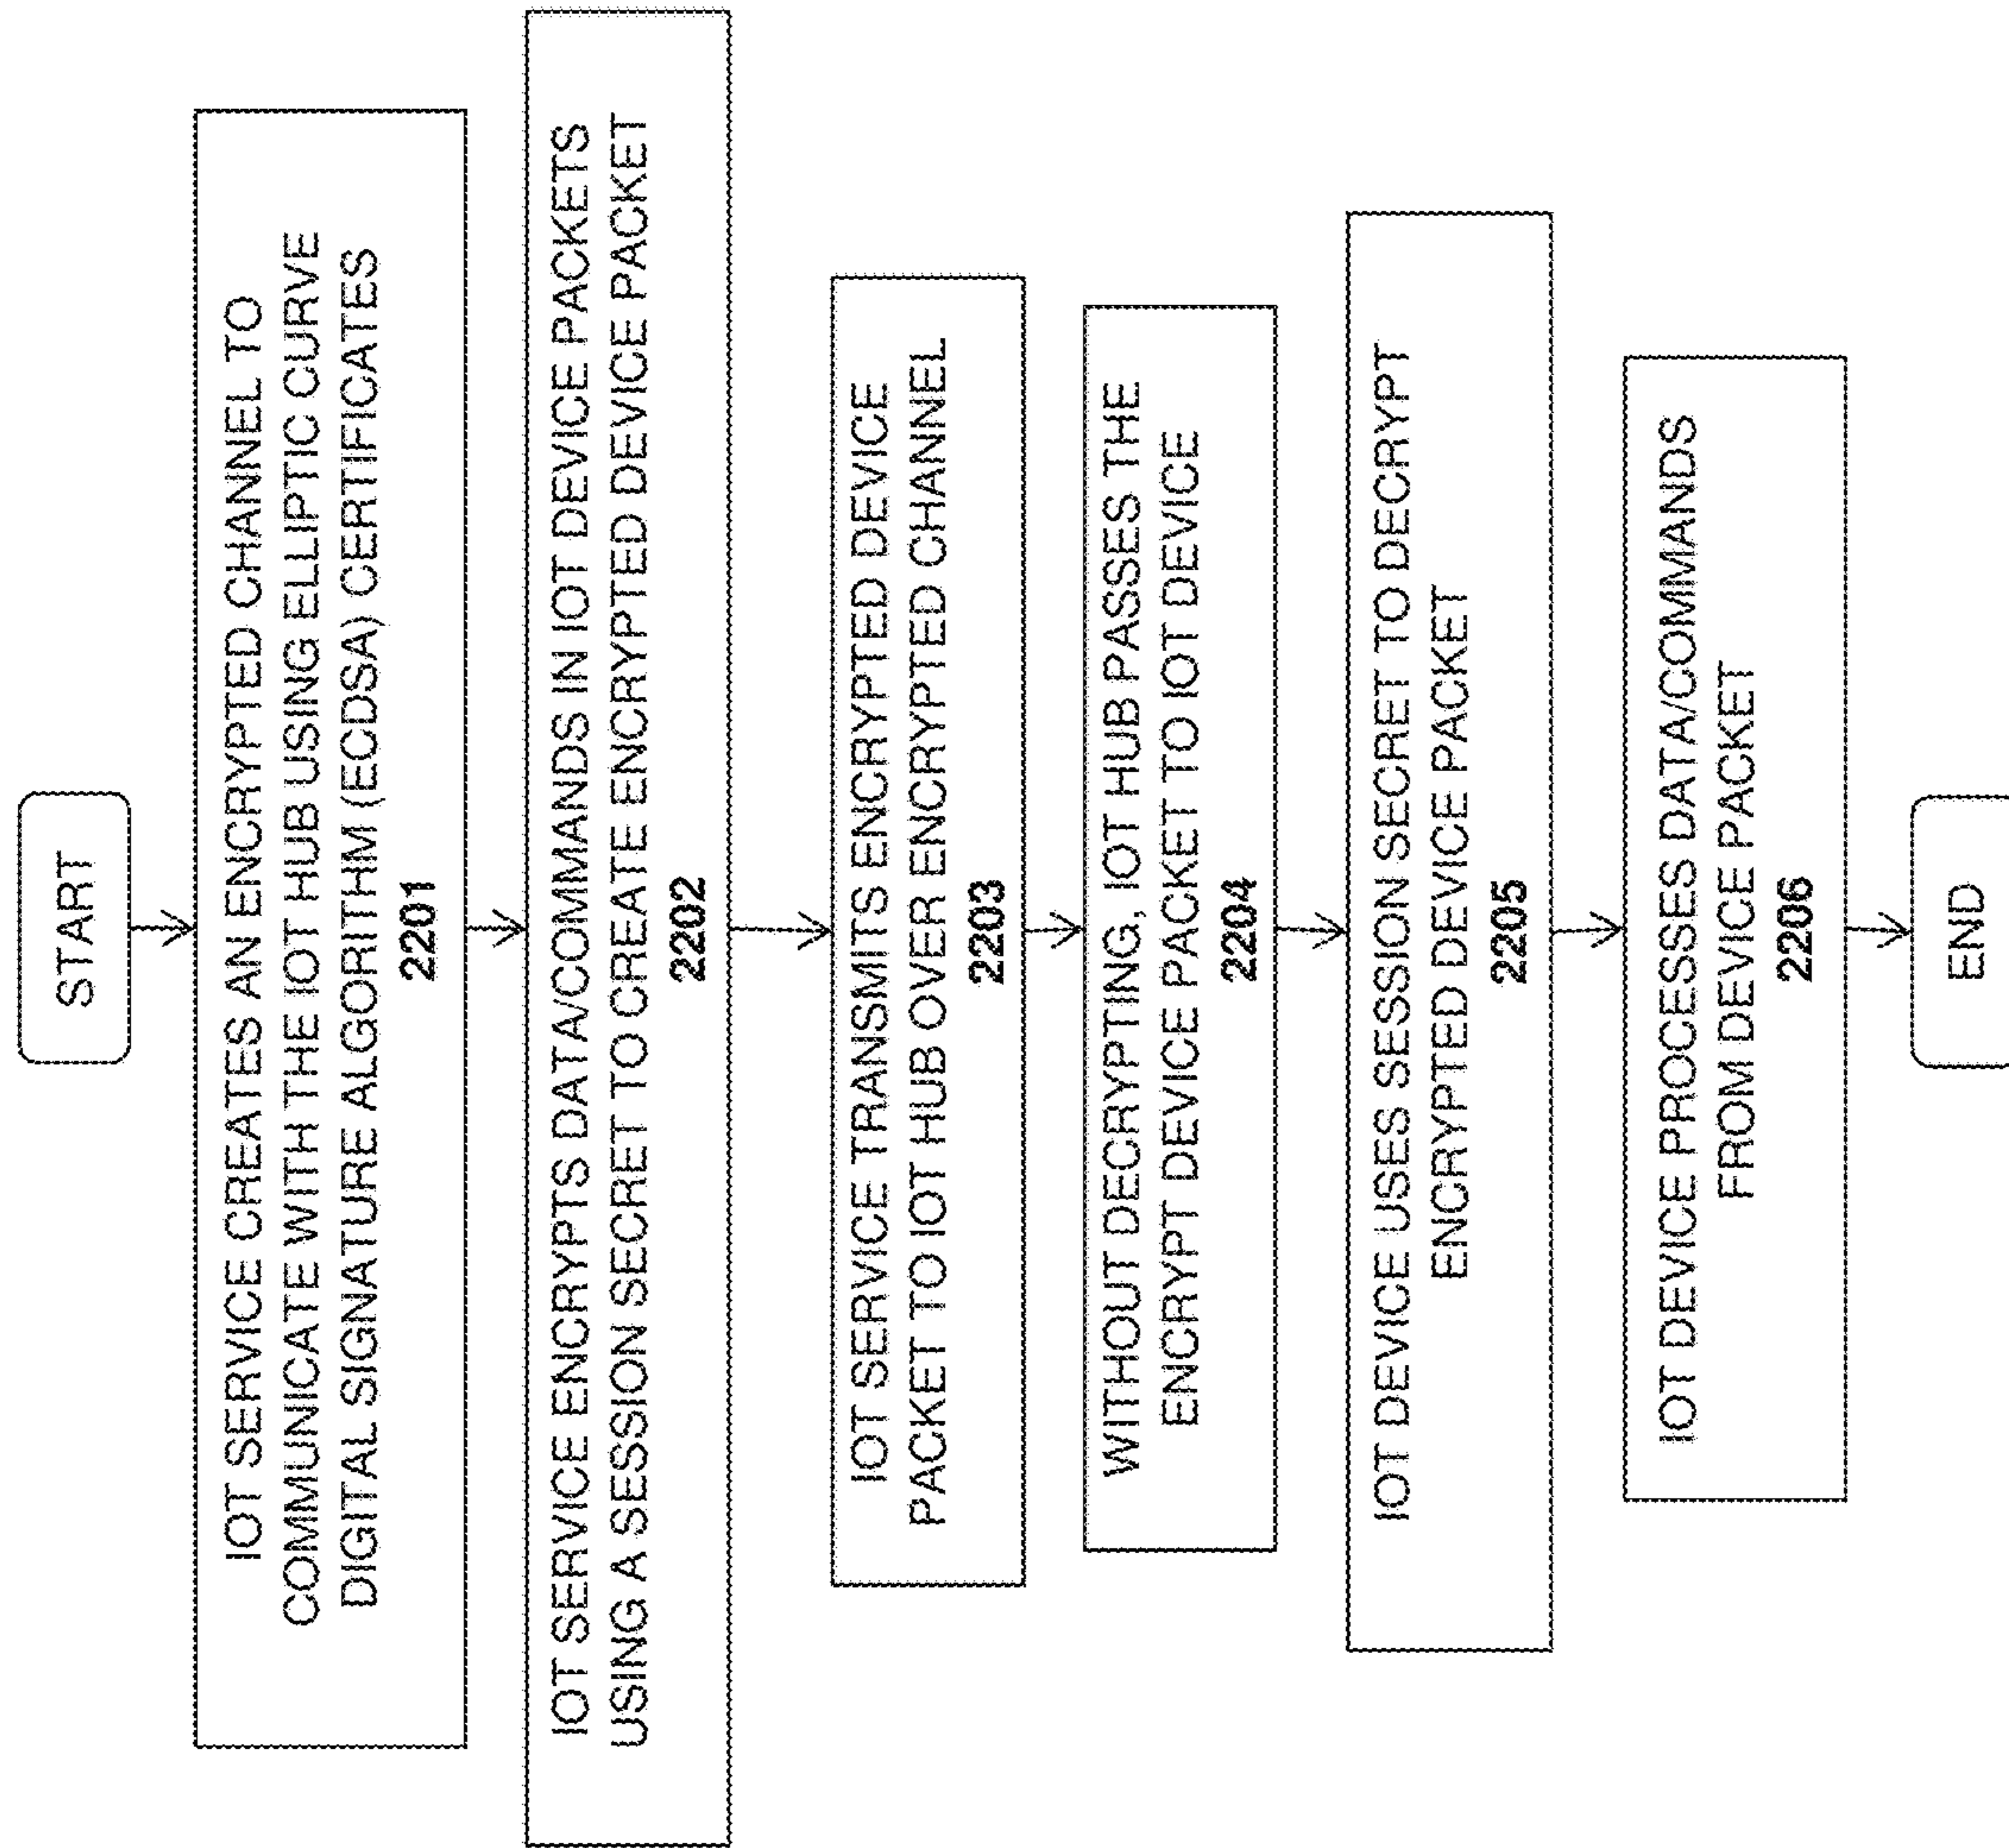 START
IOT SERVICE CREATES AN ENCRYPTED CHANNEL TO
COMMUNICATE WITH THE IOT HUB USING ELLIPTIC CURVE
DIGITAL SIGNATURE ALGORITHM (ECDSA) CERTIFICATES
2201
IOT SERVICE ENCRYPTS DATA/COMMANDS IN IOT DEVICE PACKETS
USING A SESSION SECRET TO CREATE ENCRYPTED DEVICE PACKET
2202
IOT SERVICE TRANSMITS ENCRYPTED DEVICE
PACKET TO IOT HUB OVER ENCRYPTED CHANNEL
2203
WITHOUT DECRYPTING, IOT HUB PASSES THE
ENCRYPT DEVICE PACKET TO IOT DEVICE
2204
IOT DEVICE USES SESSION SECRET TO DECRYPT
ENCRYPTED DEVICE PACKET
2205
IOT DEVICE PROCESSES DATA/COMMANDS
FROM DEVICE PACKET
2206
END